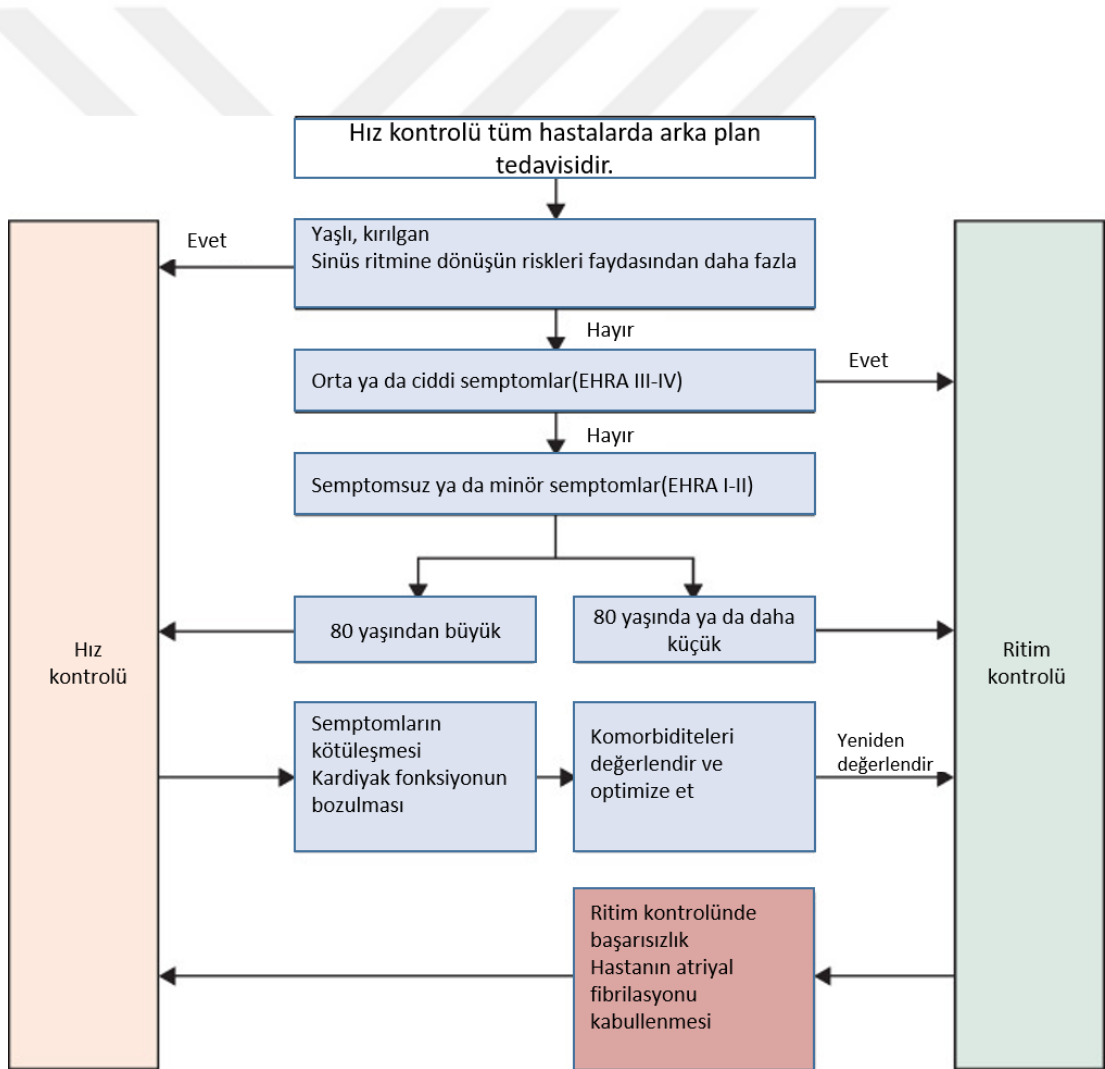 Hız kontrolü tüm hastalarda arka plan
tedavisidir.
Evet
Yaşlı, kırılgan
Sinüs ritmine dönüşün riskleri faydasından daha fazla
Hayır
Orta ya da ciddi semptomlar(EHRA III-IV)
Evet
Hayır
Semptomsuz ya da minör semptomlar(EHRA I-II)
80 yaşından büyük
80 yaşında ya da daha
küçük
Hız
kontrolü
Ritim
kontrolü
Semptomların
kötüleşmesi
Kardiyak fonksiyonun
bozulması
Komorbiditeleri
değerlendir ve
optimize et
Yeniden
değerlendir
Ritim kontrolünde
başarısızlık
Hastanın atriyal
fibrilasyonu
kabullenmesi